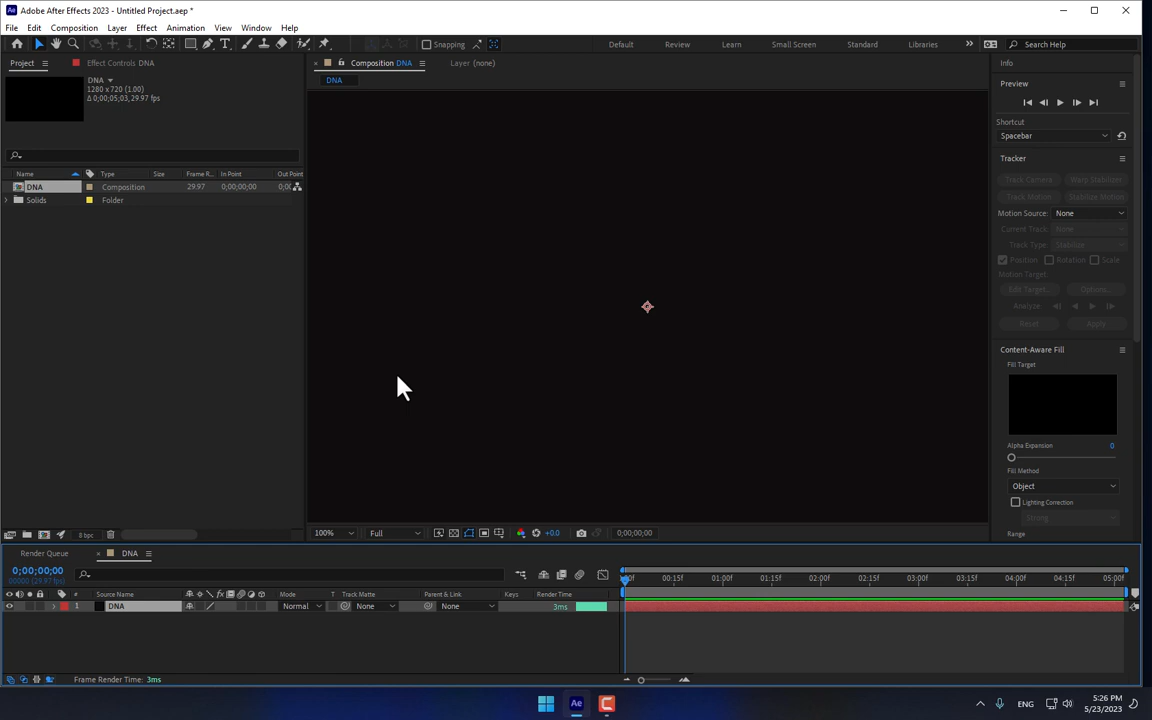 Adobe After Effects 2023 - Untitled Project.aep *
File Edit Composition Layer Effect Animation View Window Help
Snapping Default Review Learn Small Screen Standard Libraries Search Help
Project Effect Controls DNA
Composition DNA Layer (none)
Info
DNA
1280 x 720 (1.00)
Δ 0;00;05;03, 29.97 fps
DNA
Preview
Shortcut
Spacebar
Tracker
Name Type Size Frame R... In Point Out Point
DNA Composition 29.97 0;00;00;00 0;00
Solids Folder
Track Camera Warp Stabilizer
Track Motion Stabilize Motion
Motion Source: None
Current Track: None
Track Type: Stabilize
Position Rotation Scale
Motion Target:
Edit Target... Options...
Analyze
Reset Apply
Content-Aware Fill
Fill Target
Alpha Expansion 0
Fill Method
Object
Lighting Correction
Strong
Range
8 bpc
100% Full +0.0 0;00;00;00
Render Queue DNA
0;00;00;00
00000 (29.97 fps)
:00f 00:15f 01:00f 01:15f 02:00f 02:15f 03:00f 03:15f 04:00f 04:15f 05:00f
# Source Name Mode T Track Matte Parent & Link Keys Render Time
1 DNA Normal None None 3ms
Frame Render Time: 3ms
Ae
ENG
5:26 PM
5/23/2023